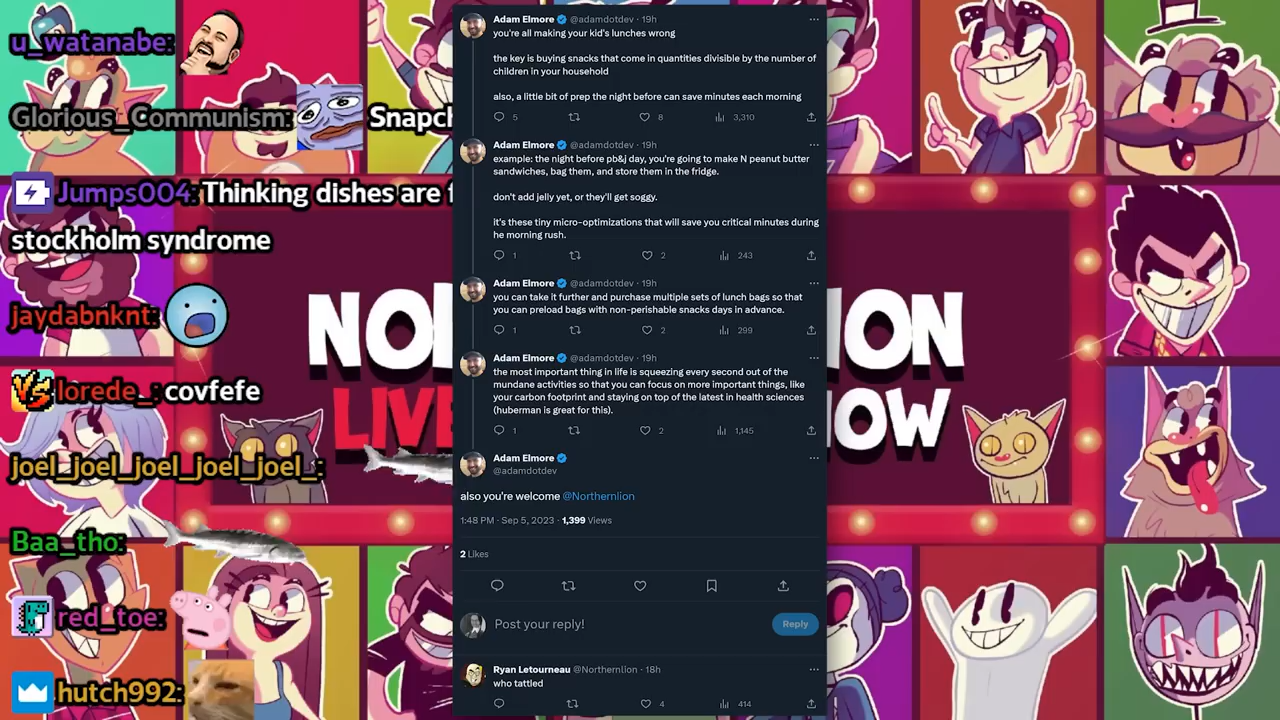 u_watanabe:
Glorious_Communism: Snapch
Jumps004: Thinking dishes are f
stockholm syndrome
jaydabnknt:
lorede_: covfefe
joel_joel_joel_joel_joel_:
Baa_tho:
red_toe:
hutch992:
NO
ION
LIVE
OW
Adam Elmore @adamdotdev · 19h
you're all making your kid's lunches wrong
the key is buying snacks that come in quantities divisible by the number of
children in your household
also, a little bit of prep the night before can save minutes each morning
5 8 3,310
Adam Elmore @adamdotdev · 19h
example: the night before pb&j day, you're going to make N peanut butter
sandwiches, bag them, and store them in the fridge.
don't add jelly yet, or they'll get soggy.
it's these tiny micro-optimizations that will save you critical minutes during
he morning rush.
1 2 243
Adam Elmore @adamdotdev · 19h
you can take it further and purchase multiple sets of lunch bags so that
you can preload bags with non-perishable snacks days in advance.
1 2 299
Adam Elmore @adamdotdev · 19h
the most important thing in life is squeezing every second out of the
mundane activities so that you can focus on more important things, like
your carbon footprint and staying on top of the latest in health sciences
(huberman is great for this).
1 2 1,145
Adam Elmore
@adamdotdev
also you're welcome @Northernlion
1:48 PM · Sep 5, 2023 · 1,399 Views
2 Likes
Post your reply!
Reply
Ryan Letourneau @Northernlion · 18h
who tattled
4 414